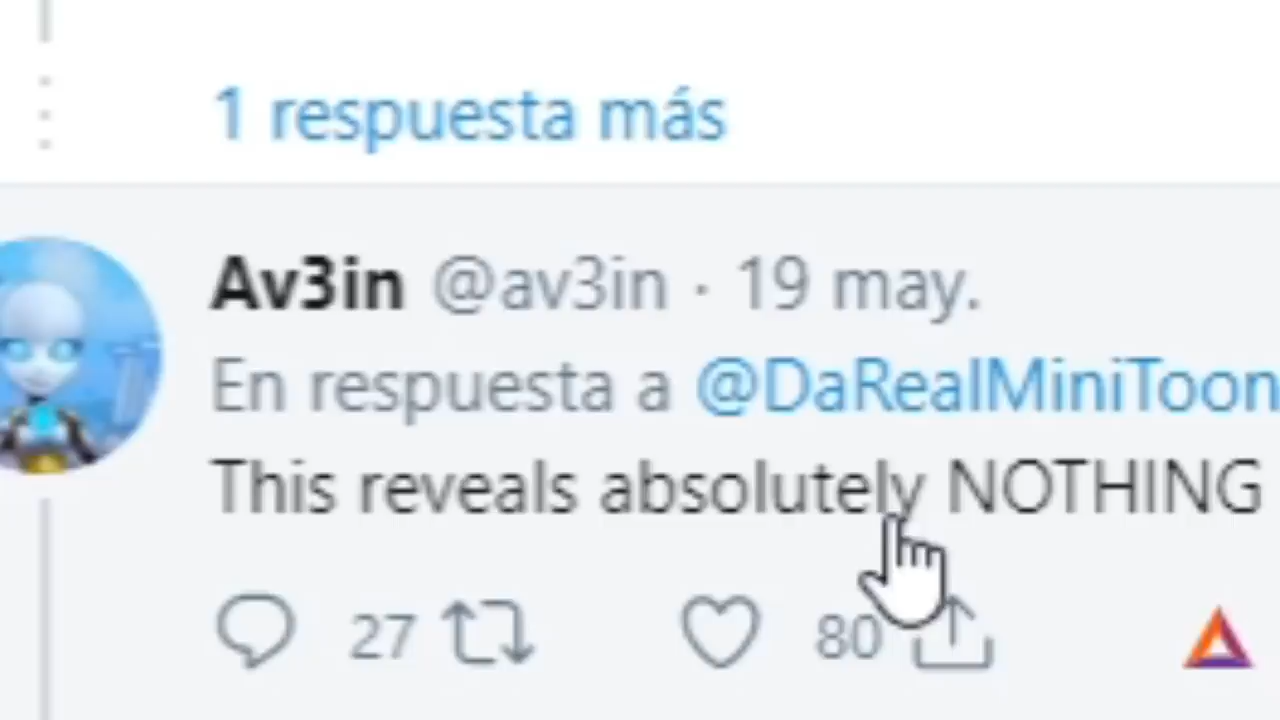 1 respuesta más
Av3in @av3in · 19 may.
En respuesta a @DaRealMiniToon
This reveals absolutely NOTHING
27 80